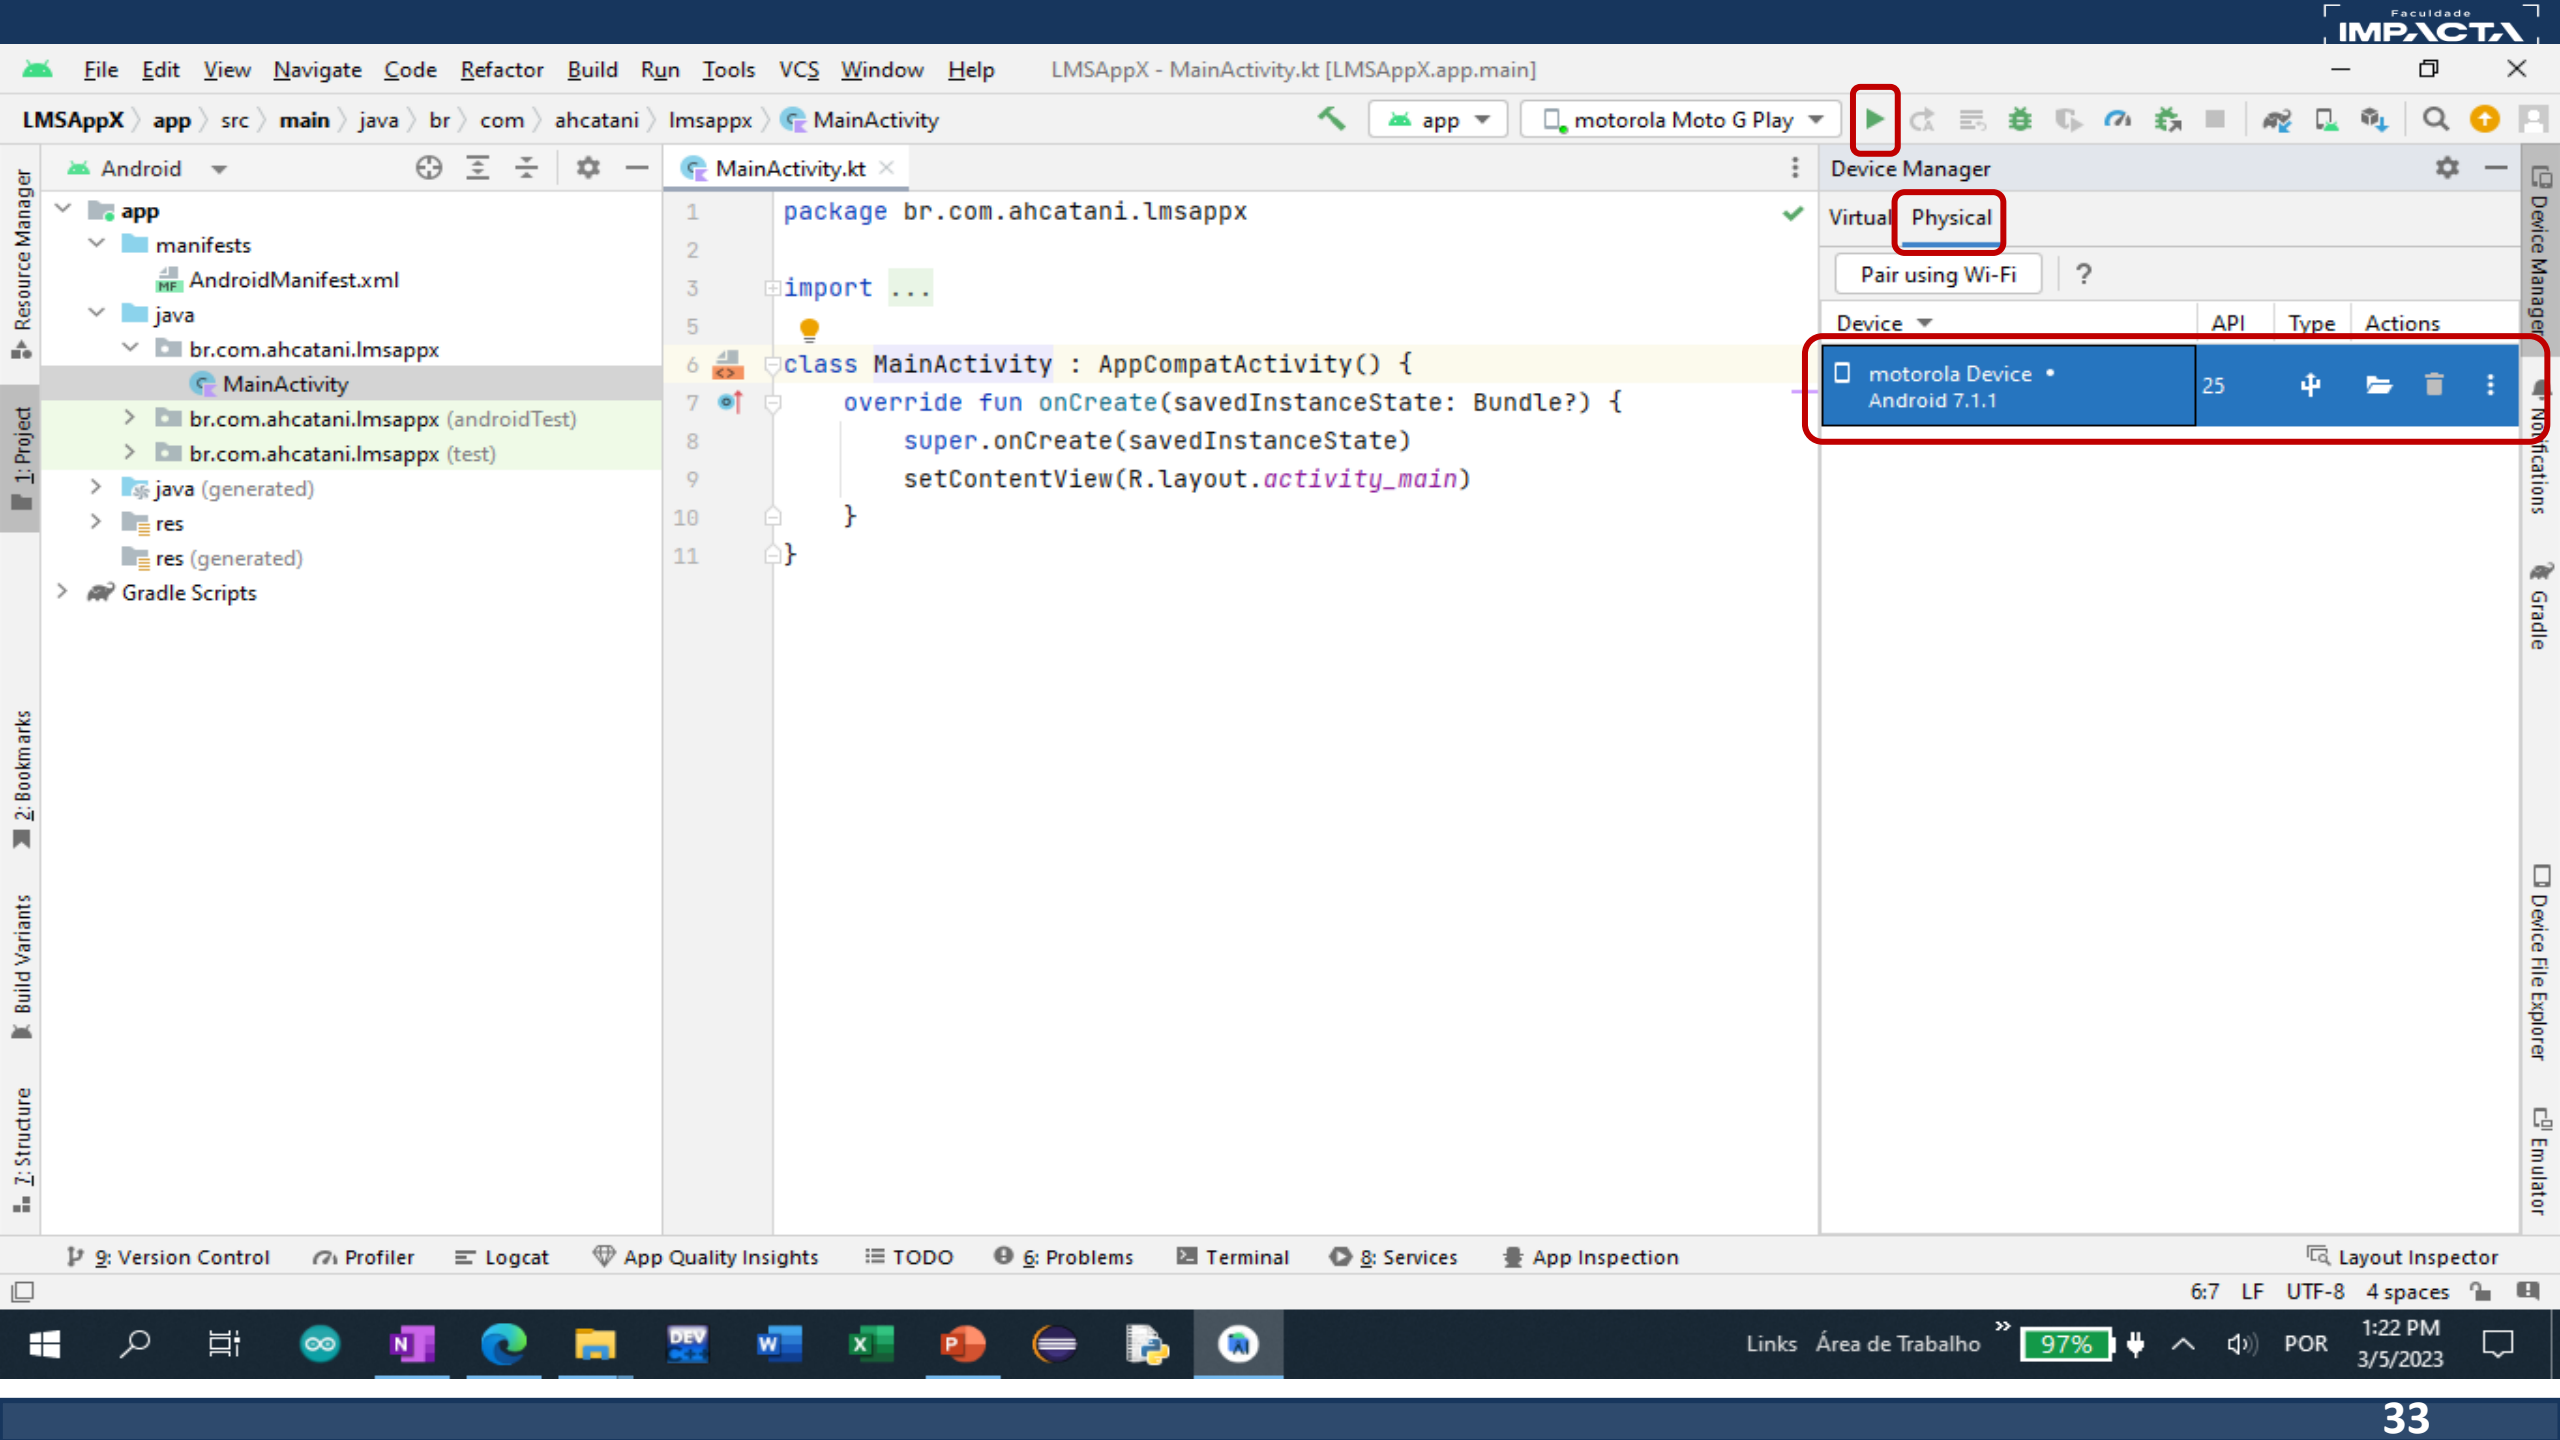 Faculdade
IMPACTA
File Edit View Navigate Code Refactor Build Run Tools VCS Window Help LMSAppX - MainActivity.kt [LMSAppX.app.main]
LMSAppX app src main java br com ahcatani lmsappx MainActivity app motorola Moto G Play
Android
MainActivity.kt
Device Manager
app
manifests
AndroidManifest.xml
java
br.com.ahcatani.lmsappx
MainActivity
br.com.ahcatani.lmsappx (androidTest)
br.com.ahcatani.lmsappx (test)
java (generated)
res
res (generated)
Gradle Scripts
1 package br.com.ahcatani.lmsappx
2
3 import ...
5
6 class MainActivity : AppCompatActivity() {
7 override fun onCreate(savedInstanceState: Bundle?) {
8 super.onCreate(savedInstanceState)
9 setContentView(R.layout.activity_main)
10 }
11 }
Virtual Physical
Pair using Wi-Fi ?
Device API Type Actions
motorola Device
Android 7.1.1
25
Resource Manager
1: Project
2: Bookmarks
Build Variants
7: Structure
Device Manager
Notifications
Gradle
Device File Explorer
Emulator
9: Version Control Profiler Logcat App Quality Insights TODO 6: Problems Terminal 8: Services App Inspection Layout Inspector
6:7 LF UTF-8 4 spaces
Links Área de Trabalho » 97% POR
1:22 PM
3/5/2023
33